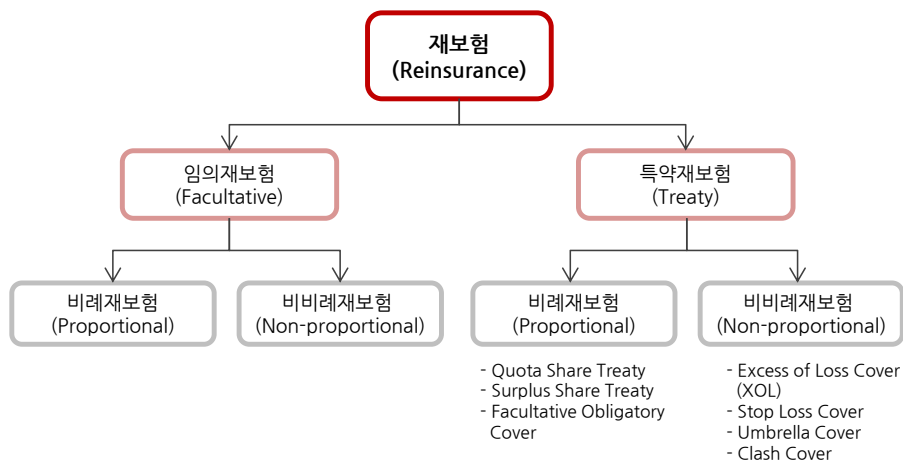 재보험
(Reinsurance)
임의재보험
(Facultative)
특약재보험
(Treaty)
비례재보험
(Proportional)
비비례재보험
(Non-proportional)
비례재보험
(Proportional)
비비례재보험
(Non-proportional)
- Quota Share Treaty
- Surplus Share Treaty
- Facultative Obligatory
Cover
- Excess of Loss Cover
(XOL)
- Stop Loss Cover
- Umbrella Cover
- Clash Cover